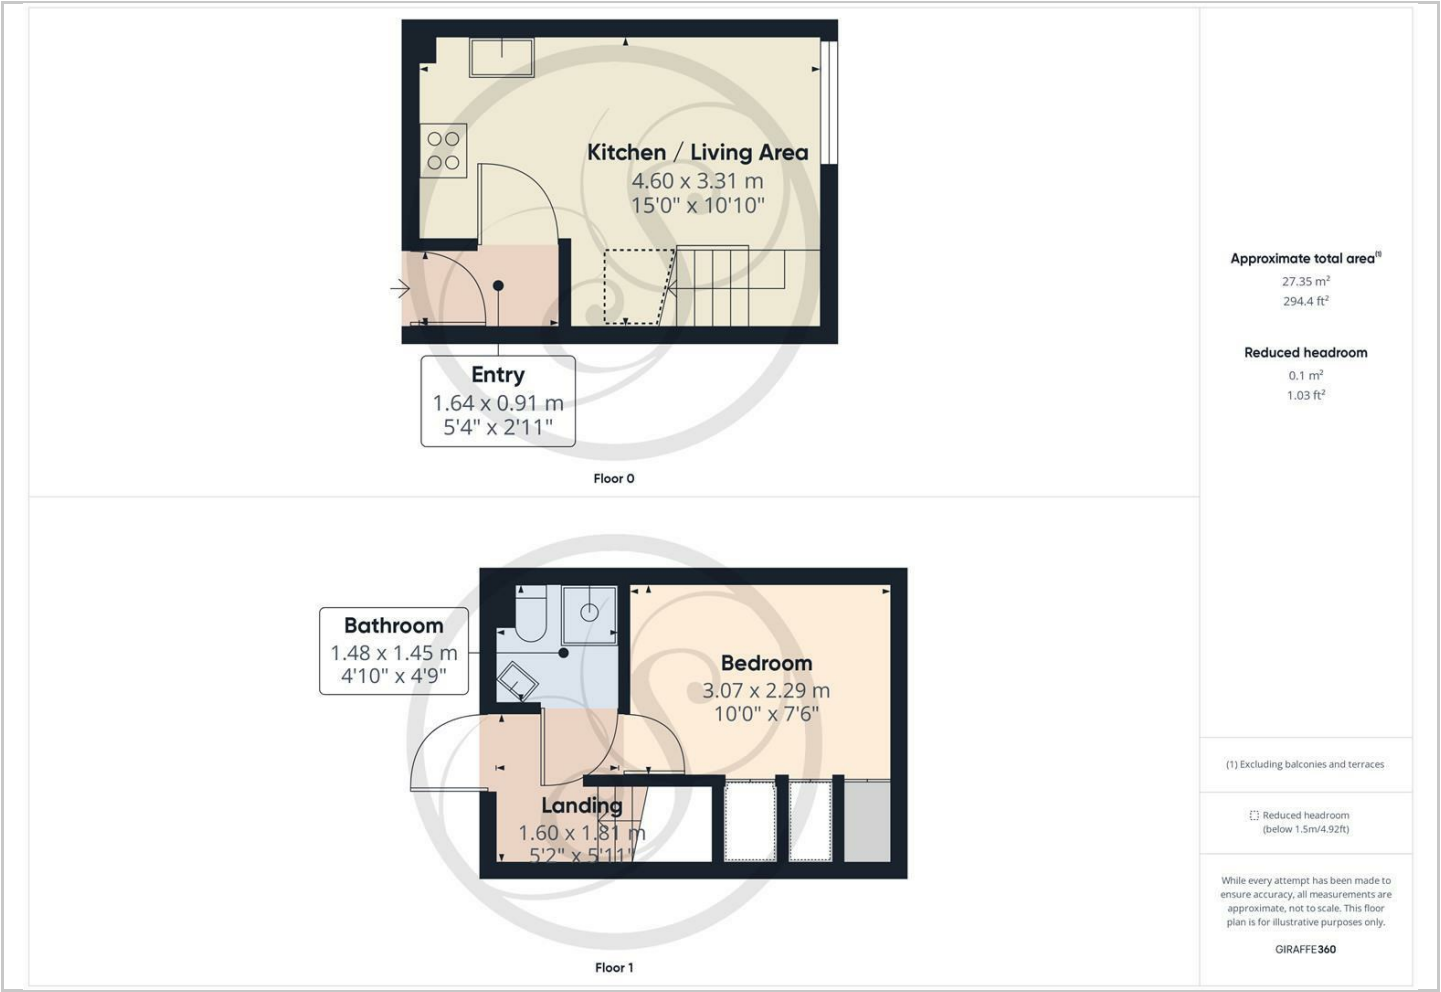 Kitchen / Living Area
4.60 x 3.31 m
15'0" x 10'10"
Entry
1.64 x 0.91 m
5'4" x 2'11"
Floor 0
Bathroom
1.48 x 1.45 m
4'10" x 4'9"
Bedroom
3.07 x 2.29 m
10'0" x 7'6"
Landing
1.60 x 1.81 m
5'2" x 5'11"
Floor 1
Approximate total area(1)
27.35 m²
294.4 ft²
Reduced headroom
0.1 m²
1.03 ft²
(1) Excluding balconies and terraces
Reduced headroom
(below 1.5m/4.92ft)
While every attempt has been made to
ensure accuracy, all measurements are
approximate, not to scale. This floor
plan is for illustrative purposes only.
GIRAFFE360